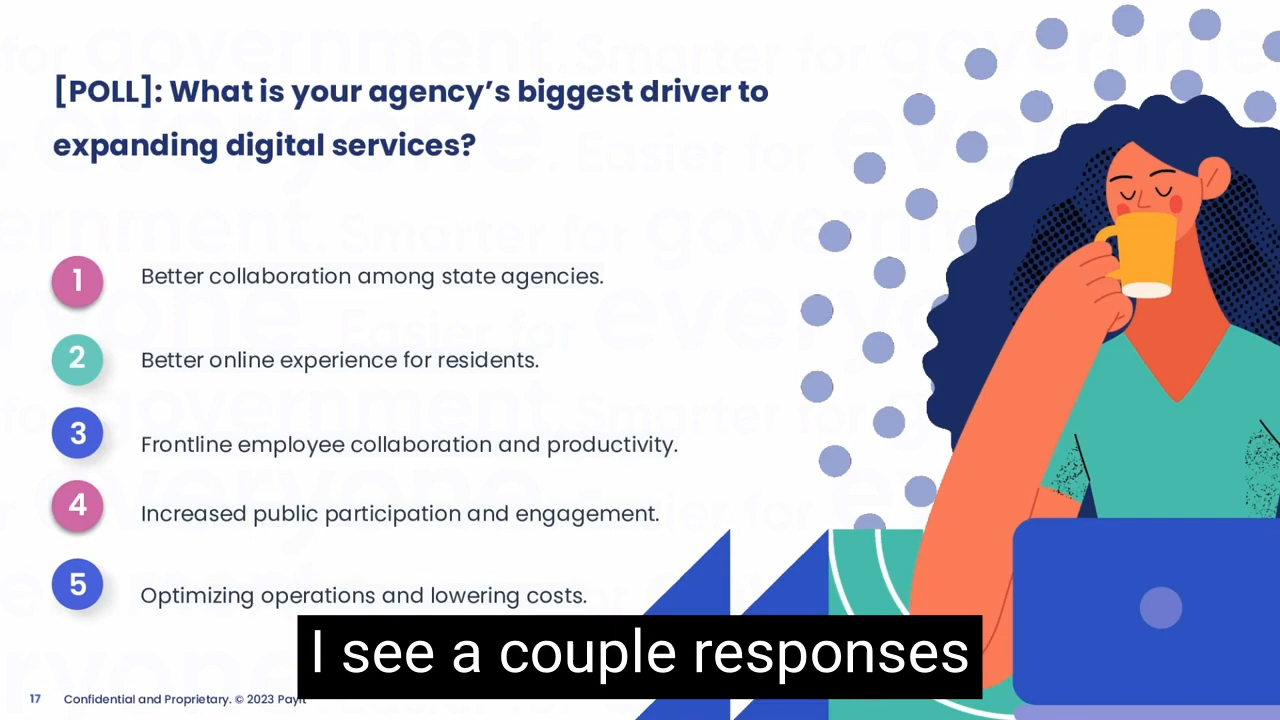 [POLL]: What is your agency’s biggest driver to
expanding digital services?
1 Better collaboration among state agencies.
2 Better online experience for residents.
3 Frontline employee collaboration and productivity.
4 Increased public participation and engagement.
5 Optimizing operations and lowering costs.
I see a couple responses
17 Confidential and Proprietary. © 2023 PayIt